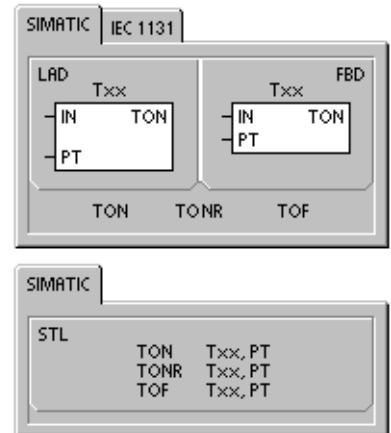 SIMATIC IEC 1131
LAD FBD
Txx Txx
IN TON IN TON
PT PT
TON TONR TOF
SIMATIC
STL
TON Txx, PT
TONR Txx, PT
TOF Txx, PT